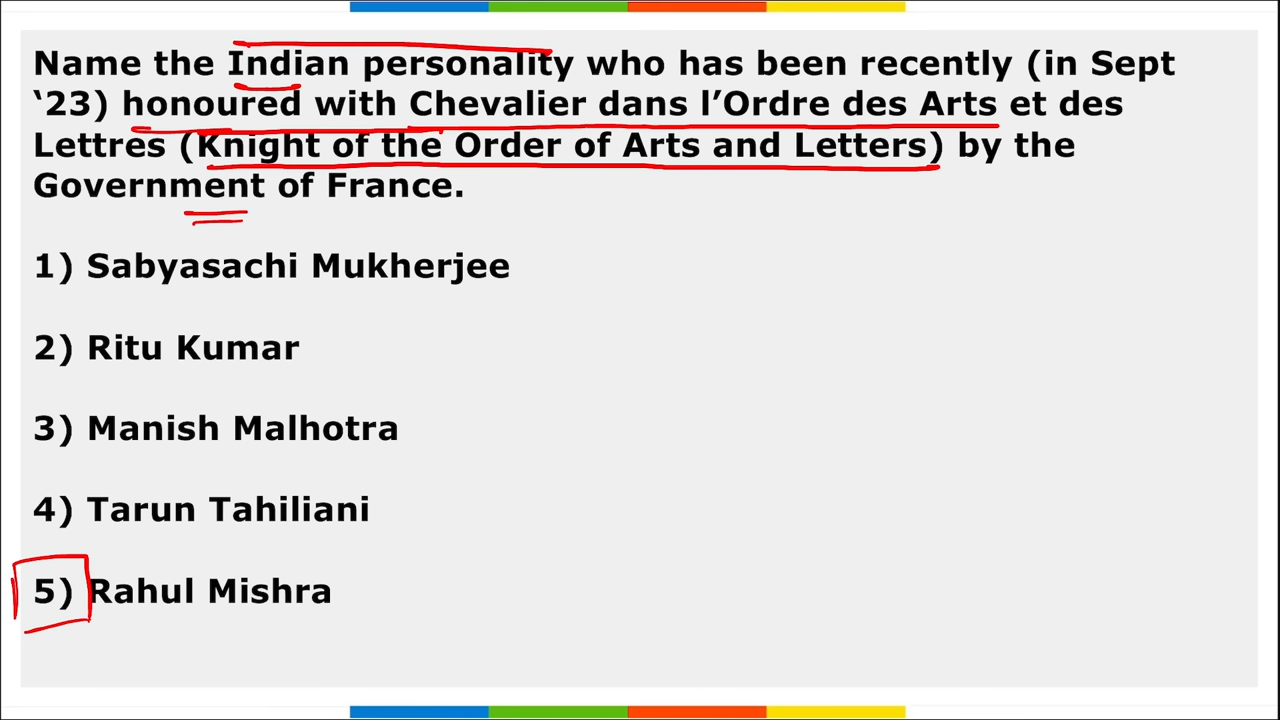 Name the Indian personality who has been recently (in Sept
‘23) honoured with Chevalier dans l’Ordre des Arts et des
Lettres (Knight of the Order of Arts and Letters) by the
Government of France.
1) Sabyasachi Mukherjee
2) Ritu Kumar
3) Manish Malhotra
4) Tarun Tahiliani
5) Rahul Mishra